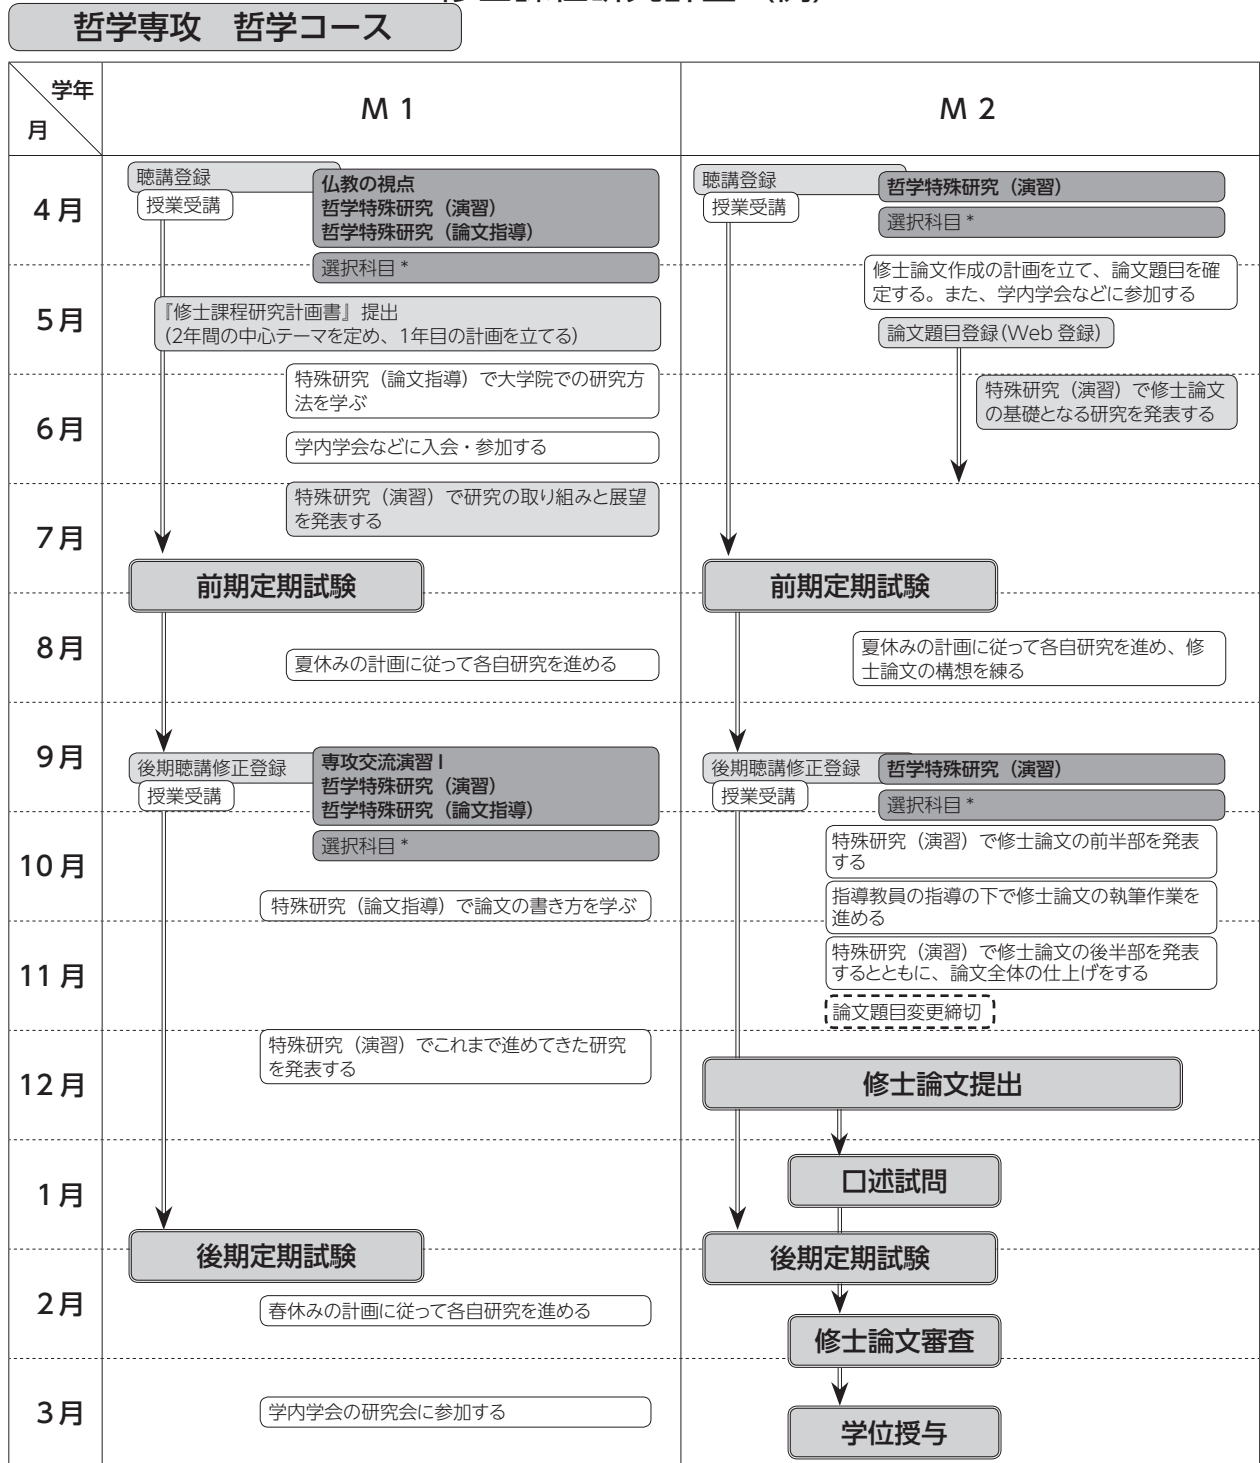 哲学専攻　哲学コース
学年
月
M 1
M 2
4月
聴講登録
授業受講
仏教の視点
哲学特殊研究（演習）
哲学特殊研究（論文指導）
選択科目*
聴講登録
授業受講
哲学特殊研究（演習）
選択科目*
5月
『修士課程研究計画書』提出
(2年間の中心テーマを定め、1年目の計画を立てる)
修士論文作成の計画を立て、論文題目を確
定する。また、学内学会などに参加する
論文題目登録(Web 登録)
6月
特殊研究（論文指導）で大学院での研究方
法を学ぶ
学内学会などに入会・参加する
特殊研究（演習）で修士論文
の基礎となる研究を発表する
7月
特殊研究（演習）で研究の取り組みと展望
を発表する
前期定期試験
前期定期試験
8月
夏休みの計画に従って各自研究を進める
夏休みの計画に従って各自研究を進め、修
士論文の構想を練る
9月
後期聴講修正登録
授業受講
専攻交流演習 I
哲学特殊研究（演習）
哲学特殊研究（論文指導）
選択科目*
後期聴講修正登録
授業受講
哲学特殊研究（演習）
選択科目*
10月
特殊研究（論文指導）で論文の書き方を学ぶ
特殊研究（演習）で修士論文の前半部を発表
する
指導教員の指導の下で修士論文の執筆作業を
進める
11月
特殊研究（演習）で修士論文の後半部を発表
するとともに、論文全体の仕上げをする
論文題目変更締切
12月
特殊研究（演習）でこれまで進めてきた研究
を発表する
修士論文提出
1月
口述試問
後期定期試験
後期定期試験
2月
春休みの計画に従って各自研究を進める
修士論文審査
3月
学内学会の研究会に参加する
学位授与